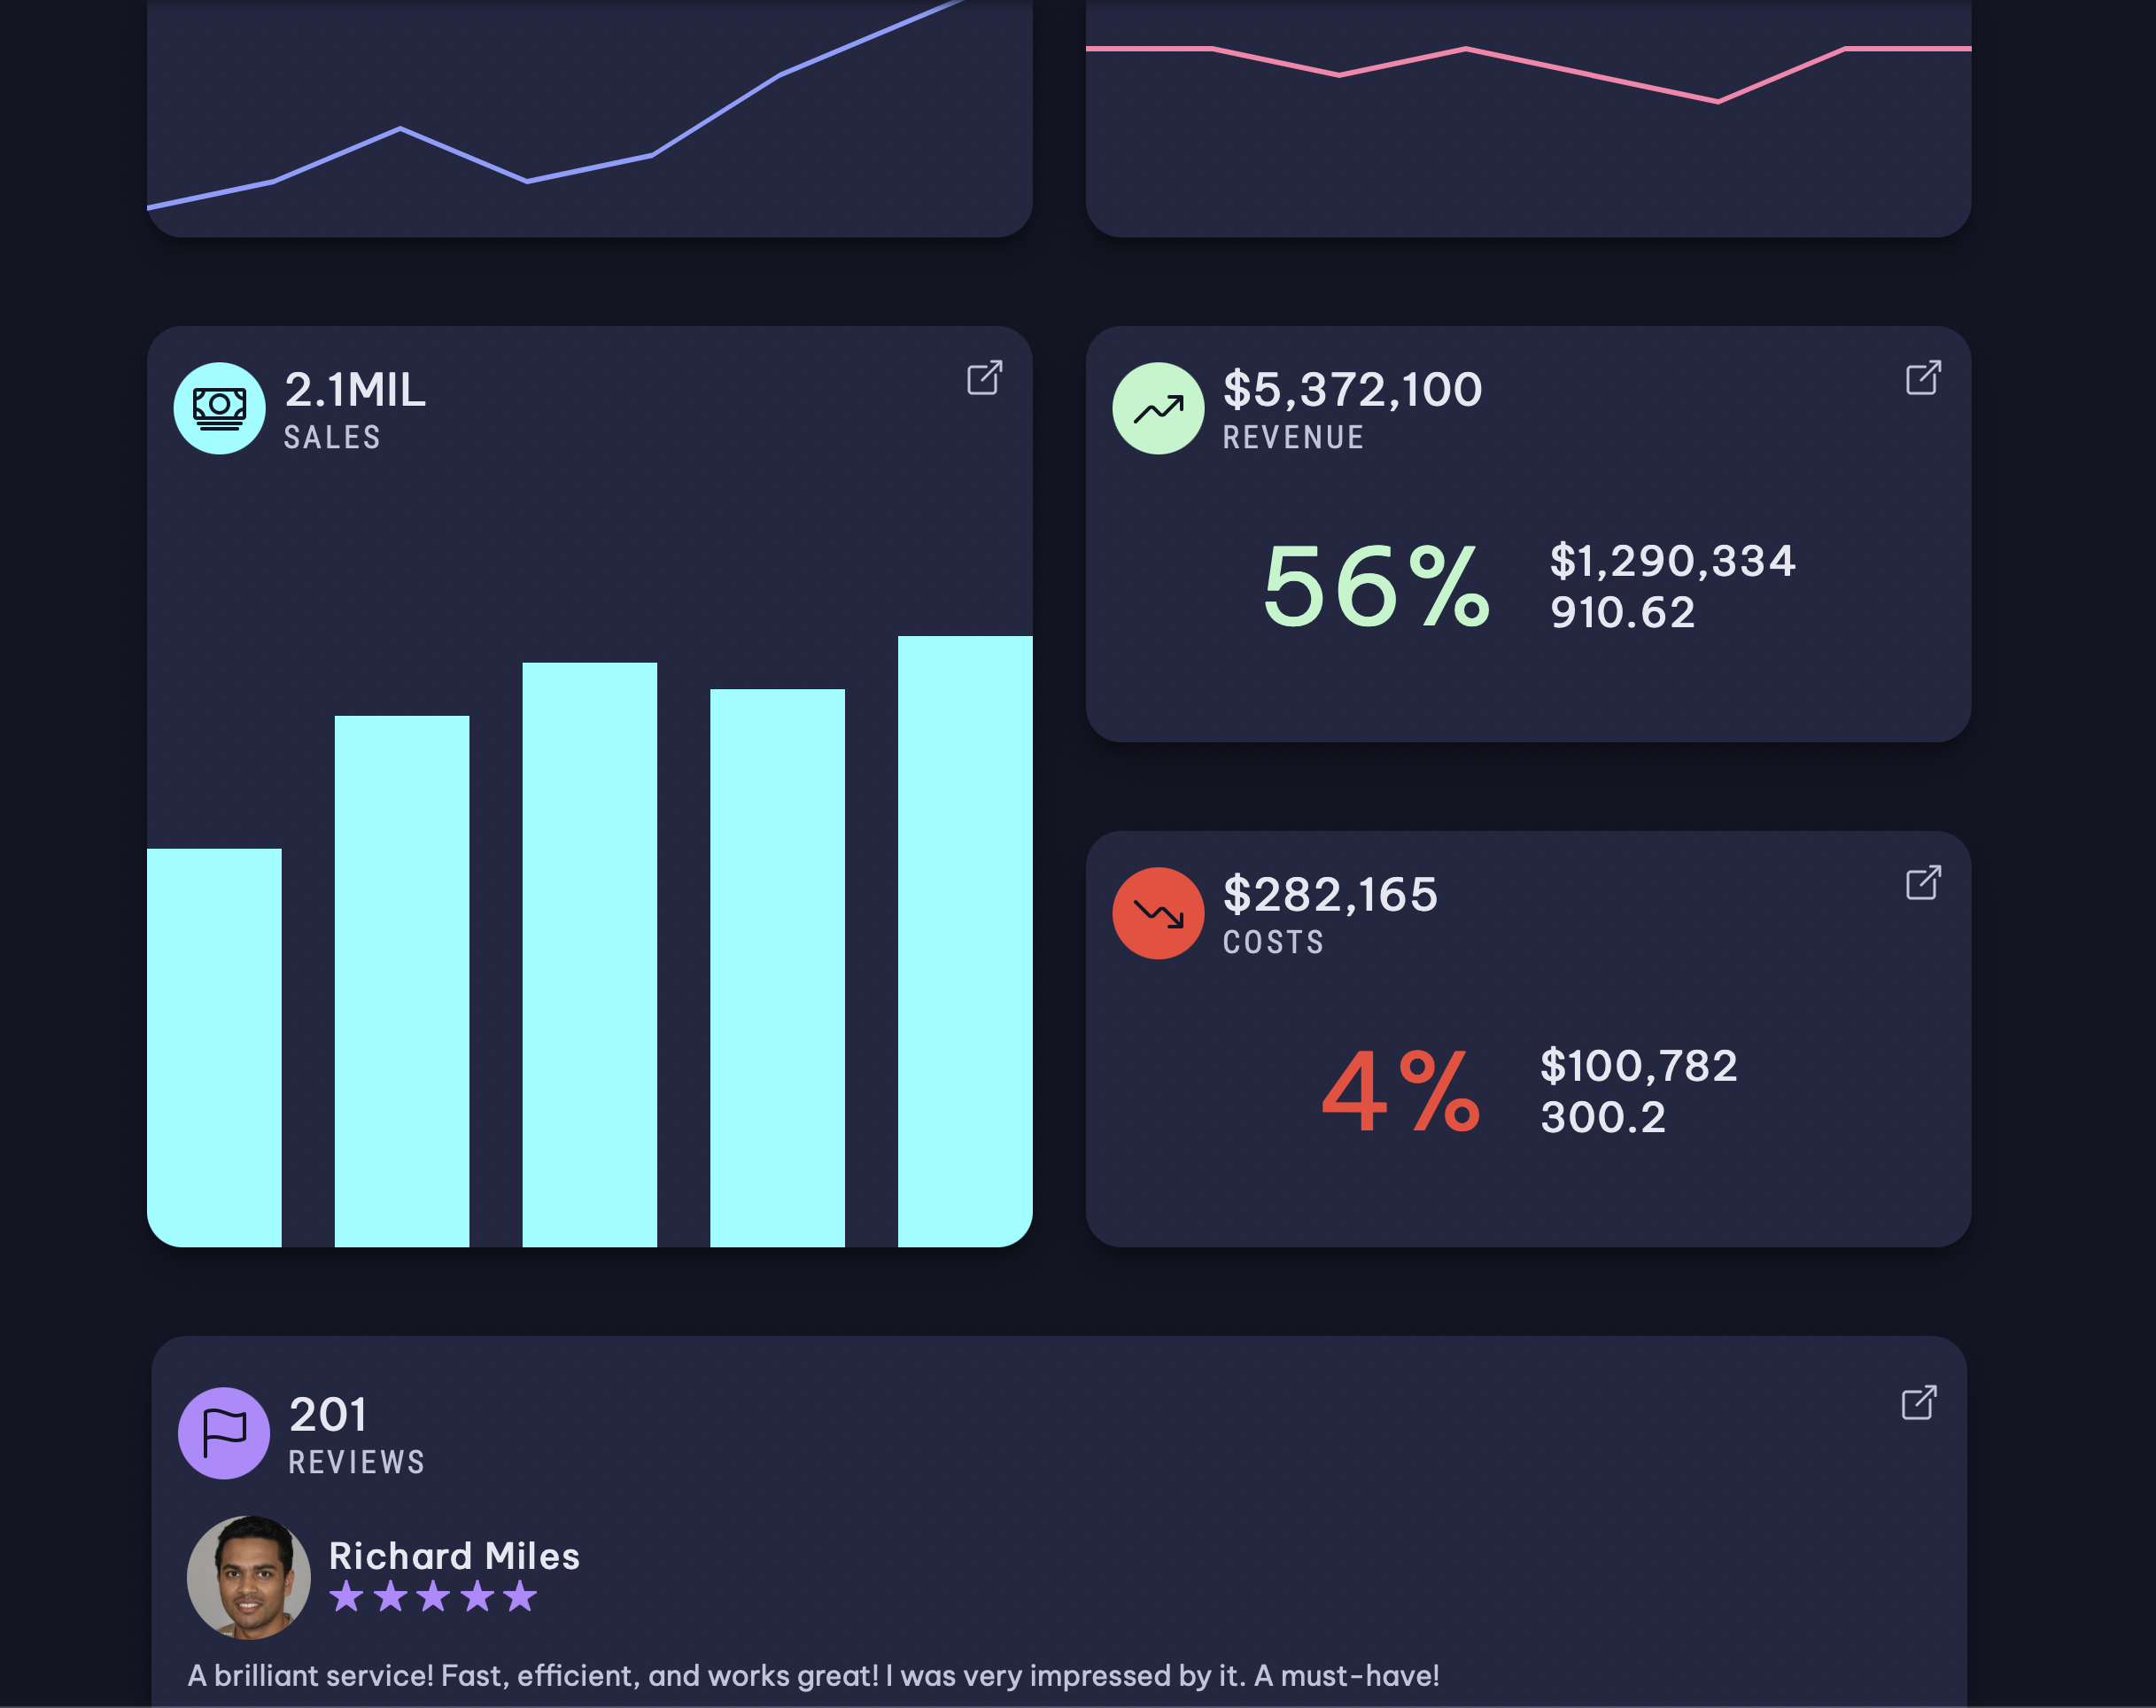 2.1MIL
SALES
$5,372,100
REVENUE
56%
$1,290,334
910.62
$282,165
COSTS
4%
$100,782
300.2
201
REVIEWS
Richard Miles
A brilliant service! Fast, efficient, and works great! I was very impressed by it. A must-have!